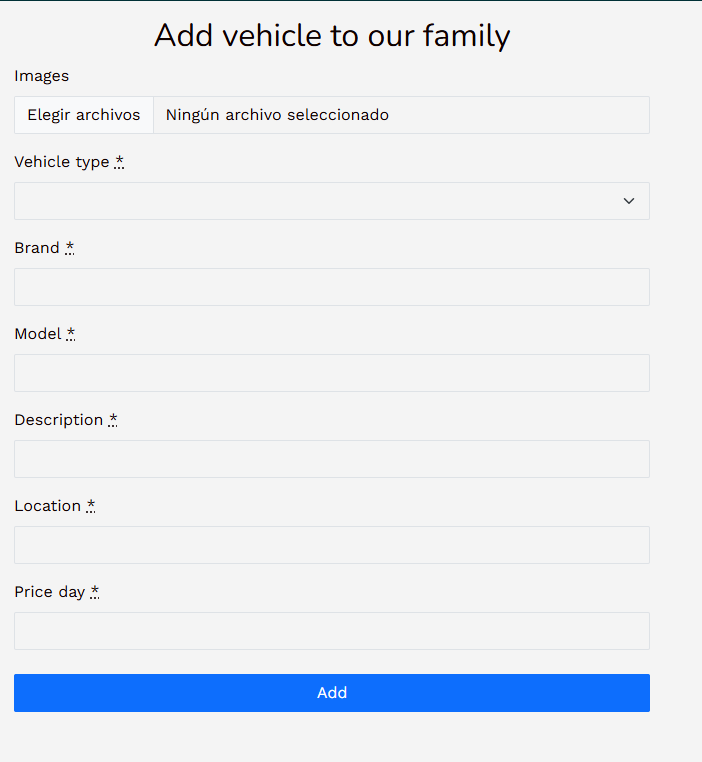 Add vehicle to our family
Images
Elegir archivos Ningún archivo seleccionado
Vehicle type *
Brand *
Model *
Description *
Location *
Price day *
Add